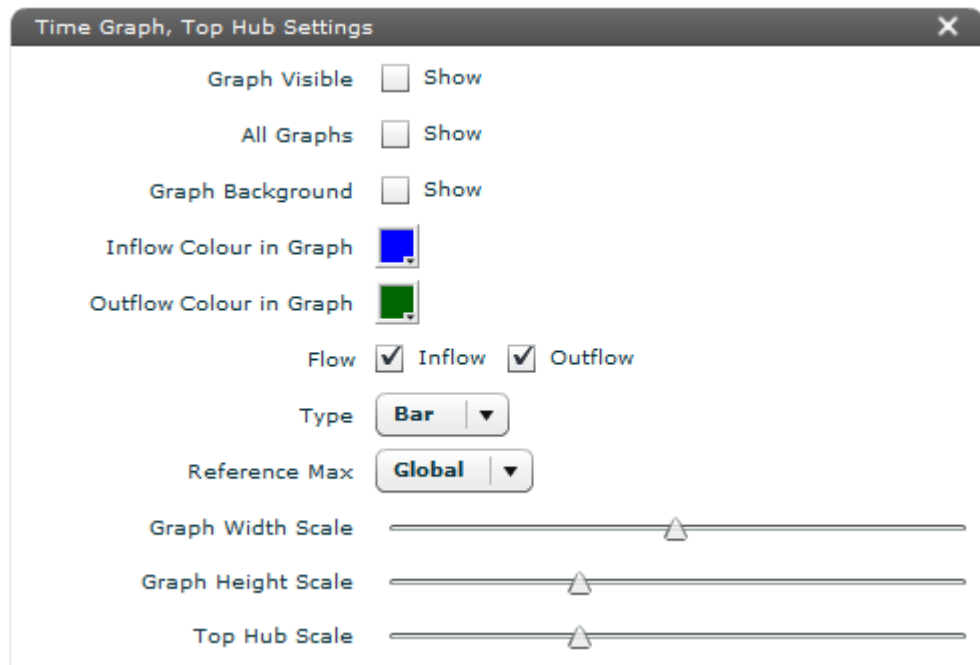 Time Graph, Top Hub Settings
Graph Visible Show
All Graphs Show
Graph Background Show
Inflow Colour in Graph
Outflow Colour in Graph
Flow Inflow Outflow
Type Bar
Reference Max Global
Graph Width Scale
Graph Height Scale
Top Hub Scale